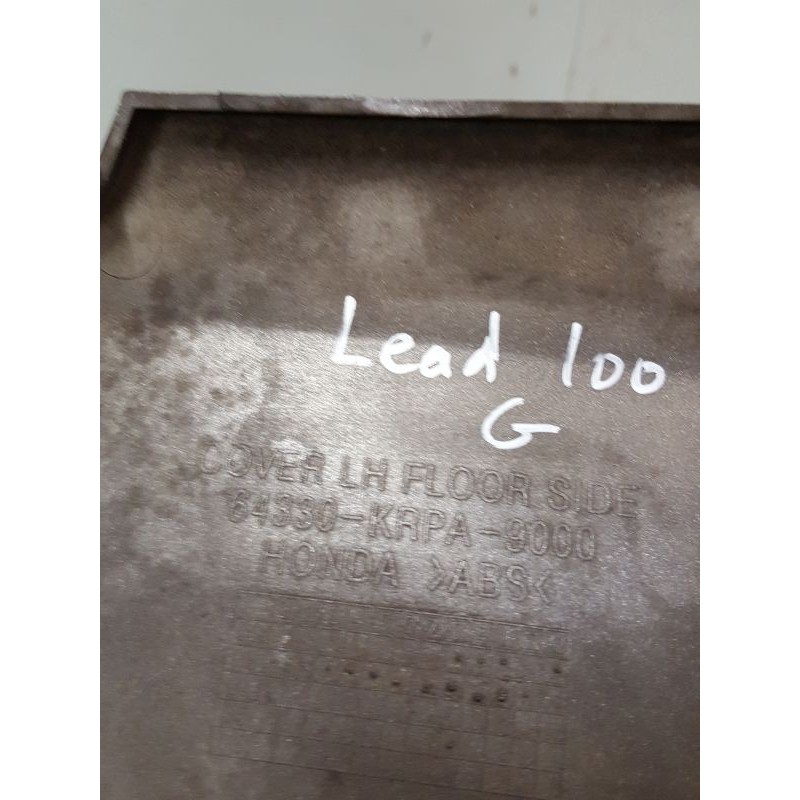 Lead 100
G
COVER LH FLOOR SIDE
64330-KRPA-9000
HONDA >ABS<